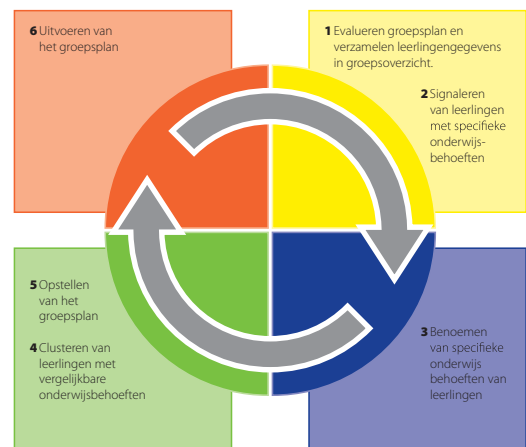 6 Uitvoeren van
het groepsplan
1 Evalueren groepsplan en
verzamelen leerlingengegevens
in groepsoverzicht.
2 Signaleren
van leerlingen
met specifieke
onderwijs-
behoeften
3 Benoemen
van specifieke
onderwijs
behoeften van
leerlingen
5 Opstellen
van het
groepsplan
4 Clusteren van
leerlingen met
vergelijkbare
onderwijsbehoeften